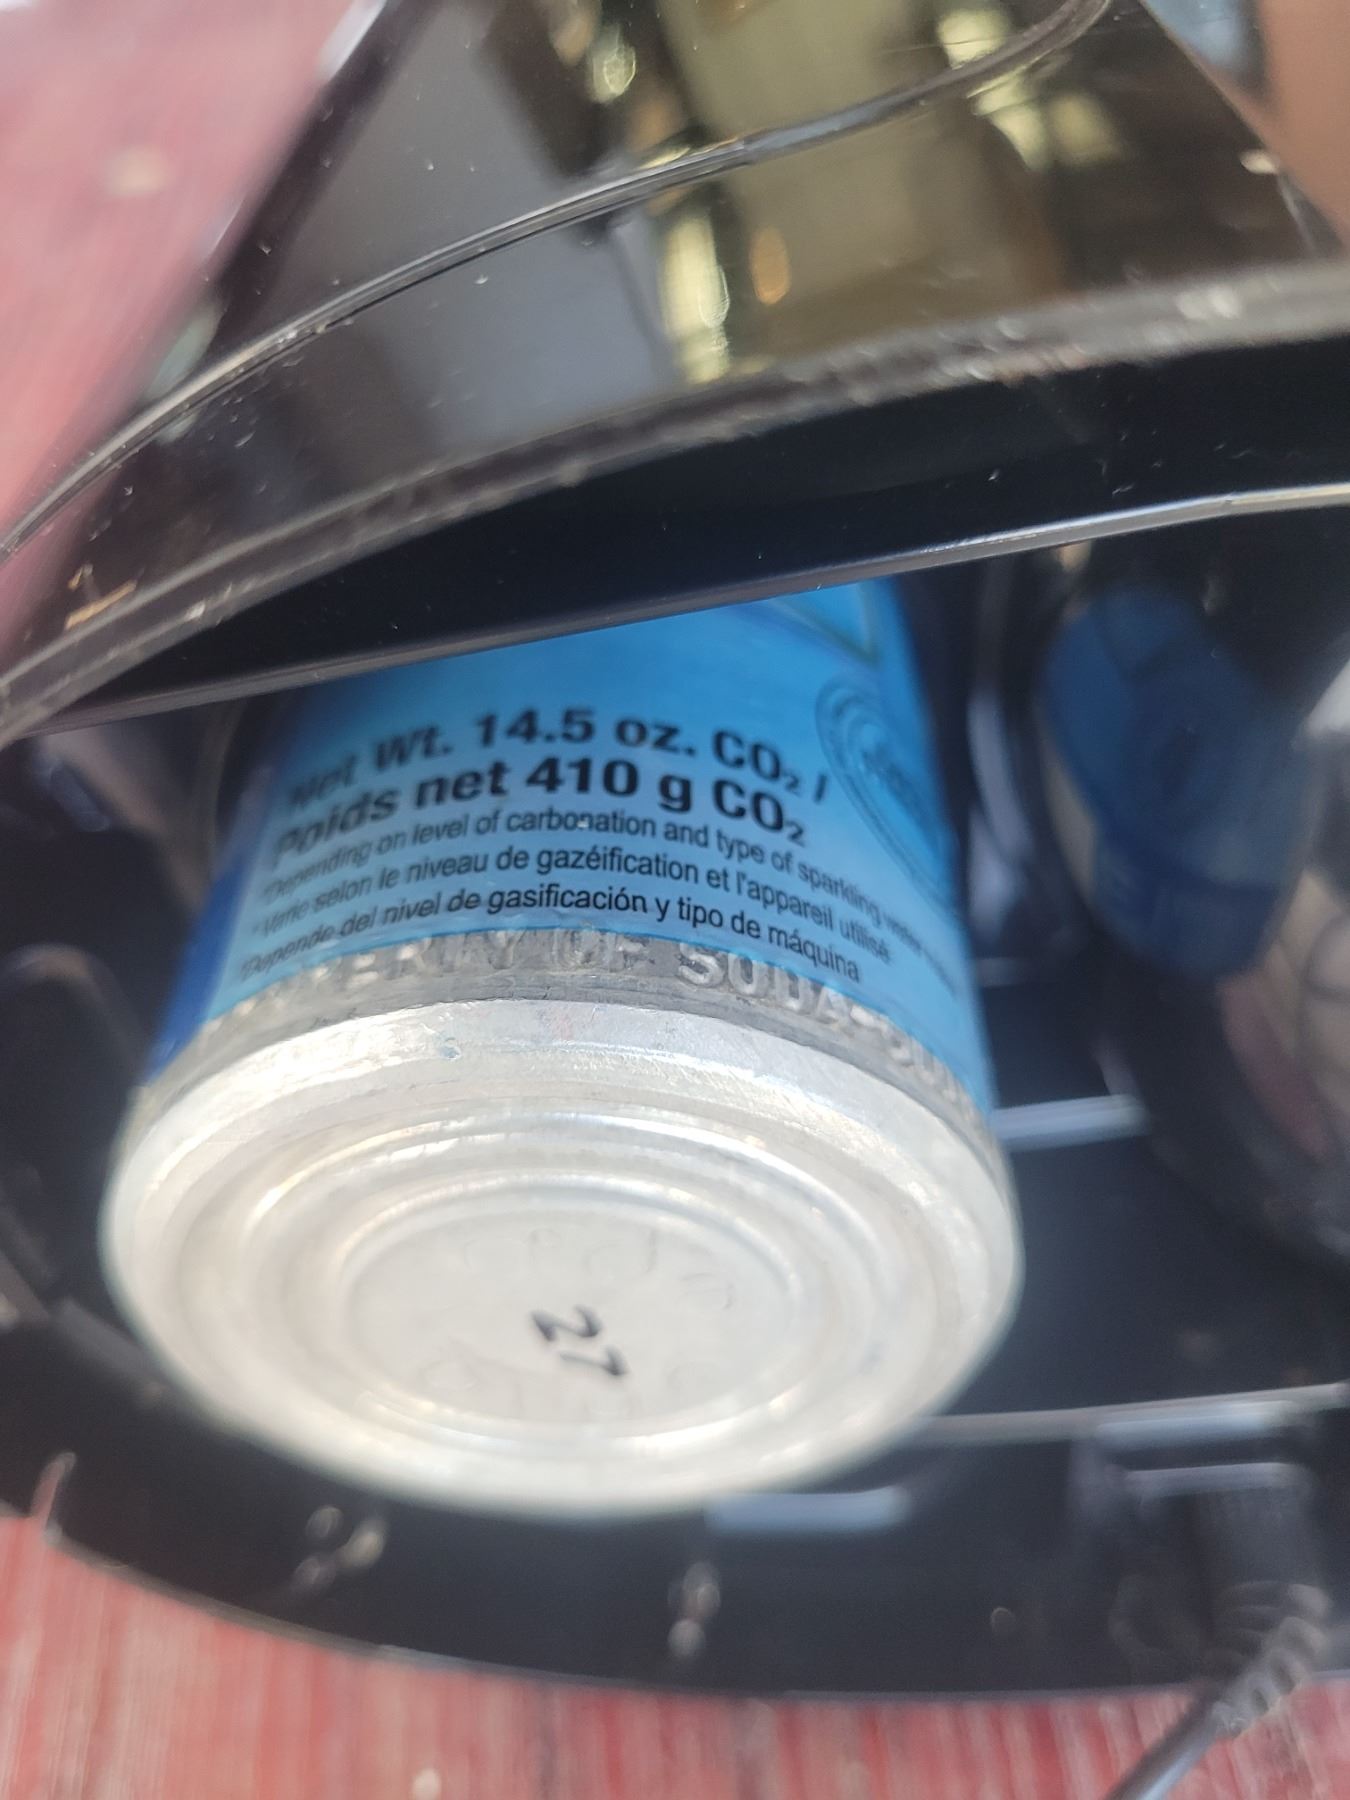 Net Wt. 14.5 oz. CO₂ /
Poids net 410 g CO₂
*Depending on level of carbonation and type of sparkling water
*Varie selon le niveau de gazéification et l'appareil utilisé
*Depende del nivel de gasificación y tipo de máquina
OF SODA-
27